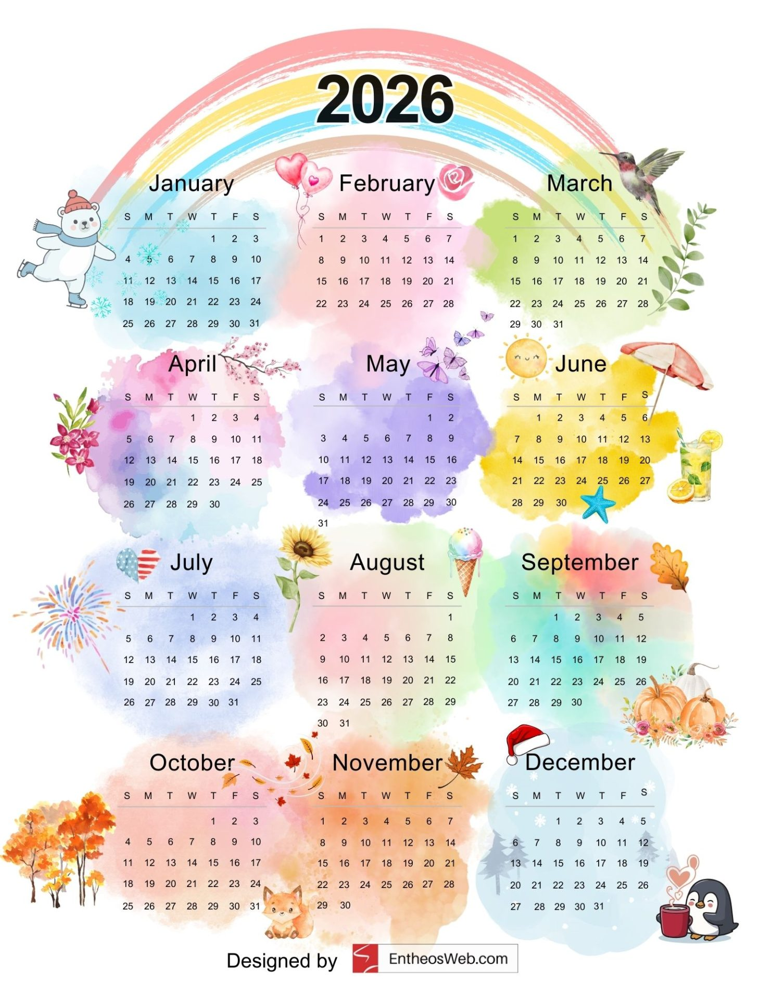 2026
January
S M T W T F S
1 2 3
4 5 6 7 8 9 10
11 12 13 14 15 16 17
18 19 20 21 22 23 24
25 26 27 28 29 30 31
February
S M T W T F S
1 2 3 4 5 6 7
8 9 10 11 12 13 14
15 16 17 18 19 20 21
22 23 24 25 26 27 28
March
S M T W T F S
1 2 3 4 5 6 7
8 9 10 11 12 13 14
15 16 17 18 19 20 21
22 23 24 25 26 27 28
29 30 31
April
S M T W T F S
1 2 3 4
5 6 7 8 9 10 11
12 13 14 15 16 17 18
19 20 21 22 23 24 25
26 27 28 29 30
May
S M T W T F S
1 2
3 4 5 6 7 8 9
10 11 12 13 14 15 16
17 18 19 20 21 22 23
24 25 26 27 28 29 30
31
June
S M T W T F S
1 2 3 4 5 6
7 8 9 10 11 12 13
14 15 16 17 18 19 20
21 22 23 24 25 26 27
28 29 30
July
S M T W T F S
1 2 3 4
5 6 7 8 9 10 11
12 13 14 15 16 17 18
19 20 21 22 23 24 25
26 27 28 29 30 31
August
S M T W T F S
1
2 3 4 5 6 7 8
9 10 11 12 13 14 15
16 17 18 19 20 21 22
23 24 25 26 27 28 29
30 31
September
S M T W T F S
1 2 3 4 5
6 7 8 9 10 11 12
13 14 15 16 17 18 19
20 21 22 23 24 25 26
27 28 29 30
October
S M T W T F S
1 2 3
4 5 6 7 8 9 10
11 12 13 14 15 16 17
18 19 20 21 22 23 24
25 26 27 28 29 30 31
November
S M T W T F S
1 2 3 4 5 6 7
8 9 10 11 12 13 14
15 16 17 18 19 20 21
22 23 24 25 26 27 28
29 30
December
S M T W T F S
1 2 3 4 5
6 7 8 9 10 11 12
13 14 15 16 17 18 19
20 21 22 23 24 25 26
27 28 29 30 31
Designed by EntheosWeb.com